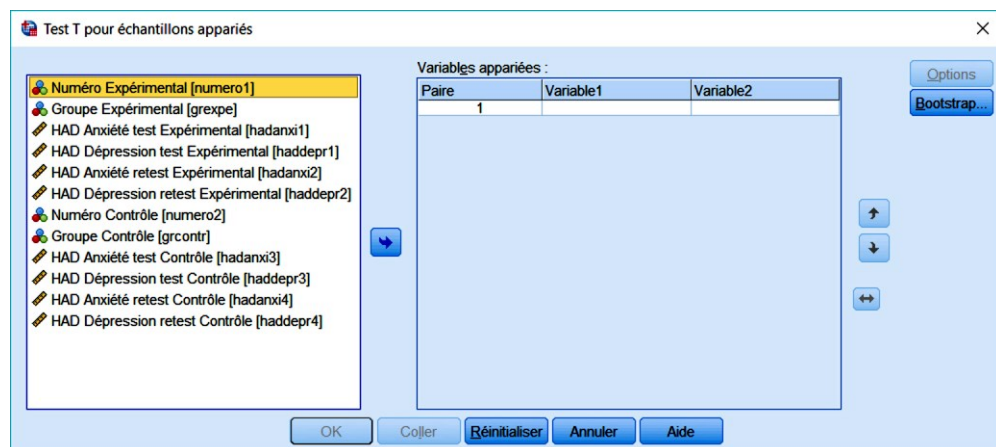 Test T pour échantillons appariés
Numéro Expérimental [numero1]
Groupe Expérimental [grexpe]
HAD Anxiété test Expérimental [hadanxi1]
HAD Dépression test Expérimental [haddepr1]
HAD Anxiété retest Expérimental [hadanxi2]
HAD Dépression retest Expérimental [haddepr2]
Numéro Contrôle [numero2]
Groupe Contrôle [grcontr]
HAD Anxiété test Contrôle [hadanxi3]
HAD Dépression test Contrôle [haddepr3]
HAD Anxiété retest Contrôle [hadanxi4]
HAD Dépression retest Contrôle [haddepr4]
Variables appariées :
Paire Variable1 Variable2
1
Options
Bootstrap...
OK Coller Réinitialiser Annuler Aide